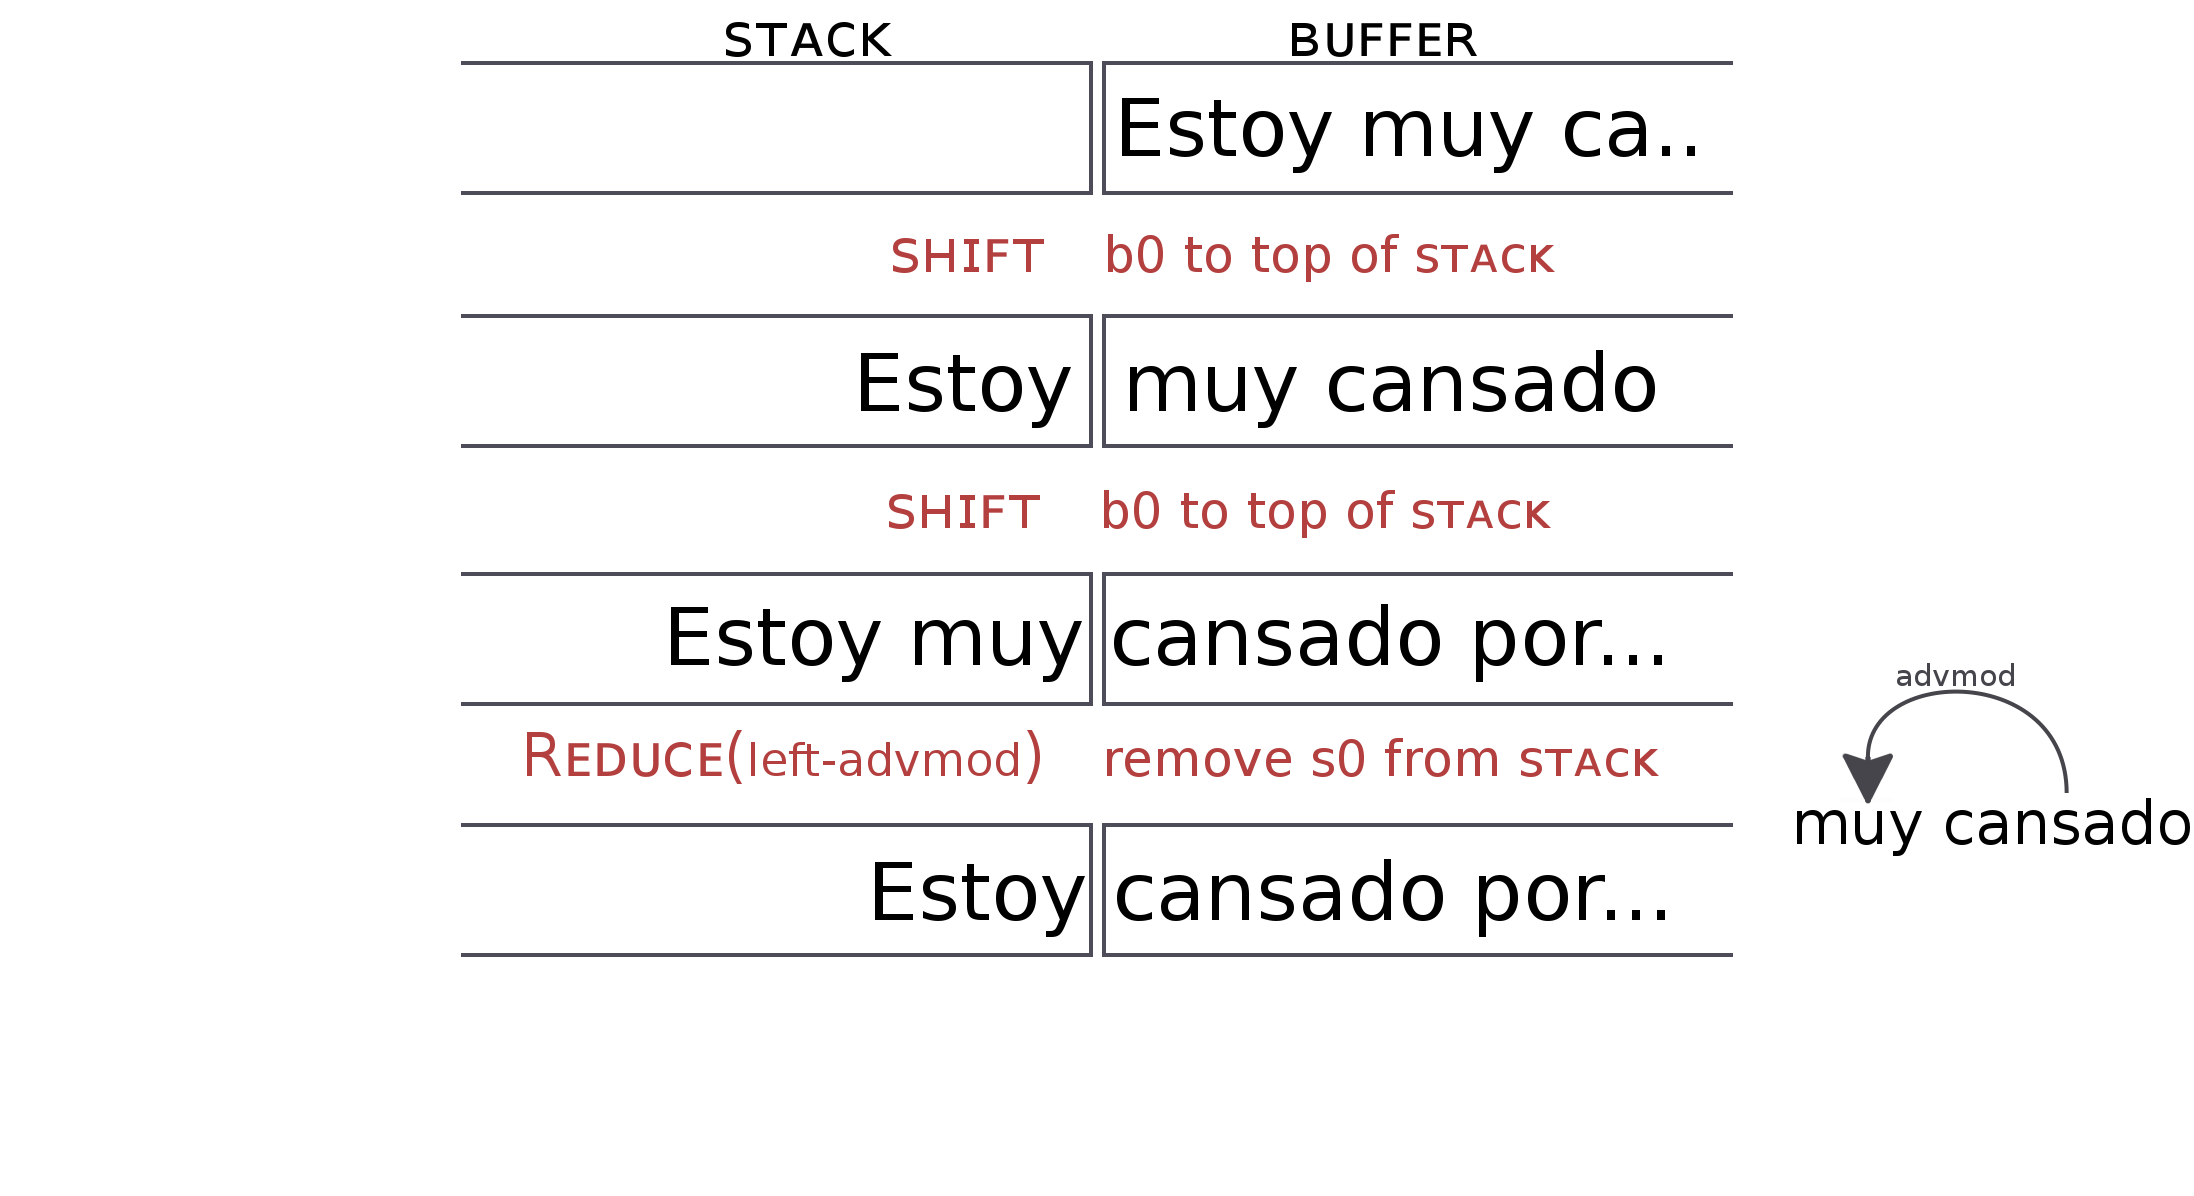 STACK BUFFER
Estoy muy ca..
SHIFT b0 to top of STACK
Estoy muy cansado
SHIFT b0 to top of STACK
Estoy muy cansado por...
advmod
REDUCE(left-advmod) remove s0 from STACK
muy cansado
Estoy cansado por...